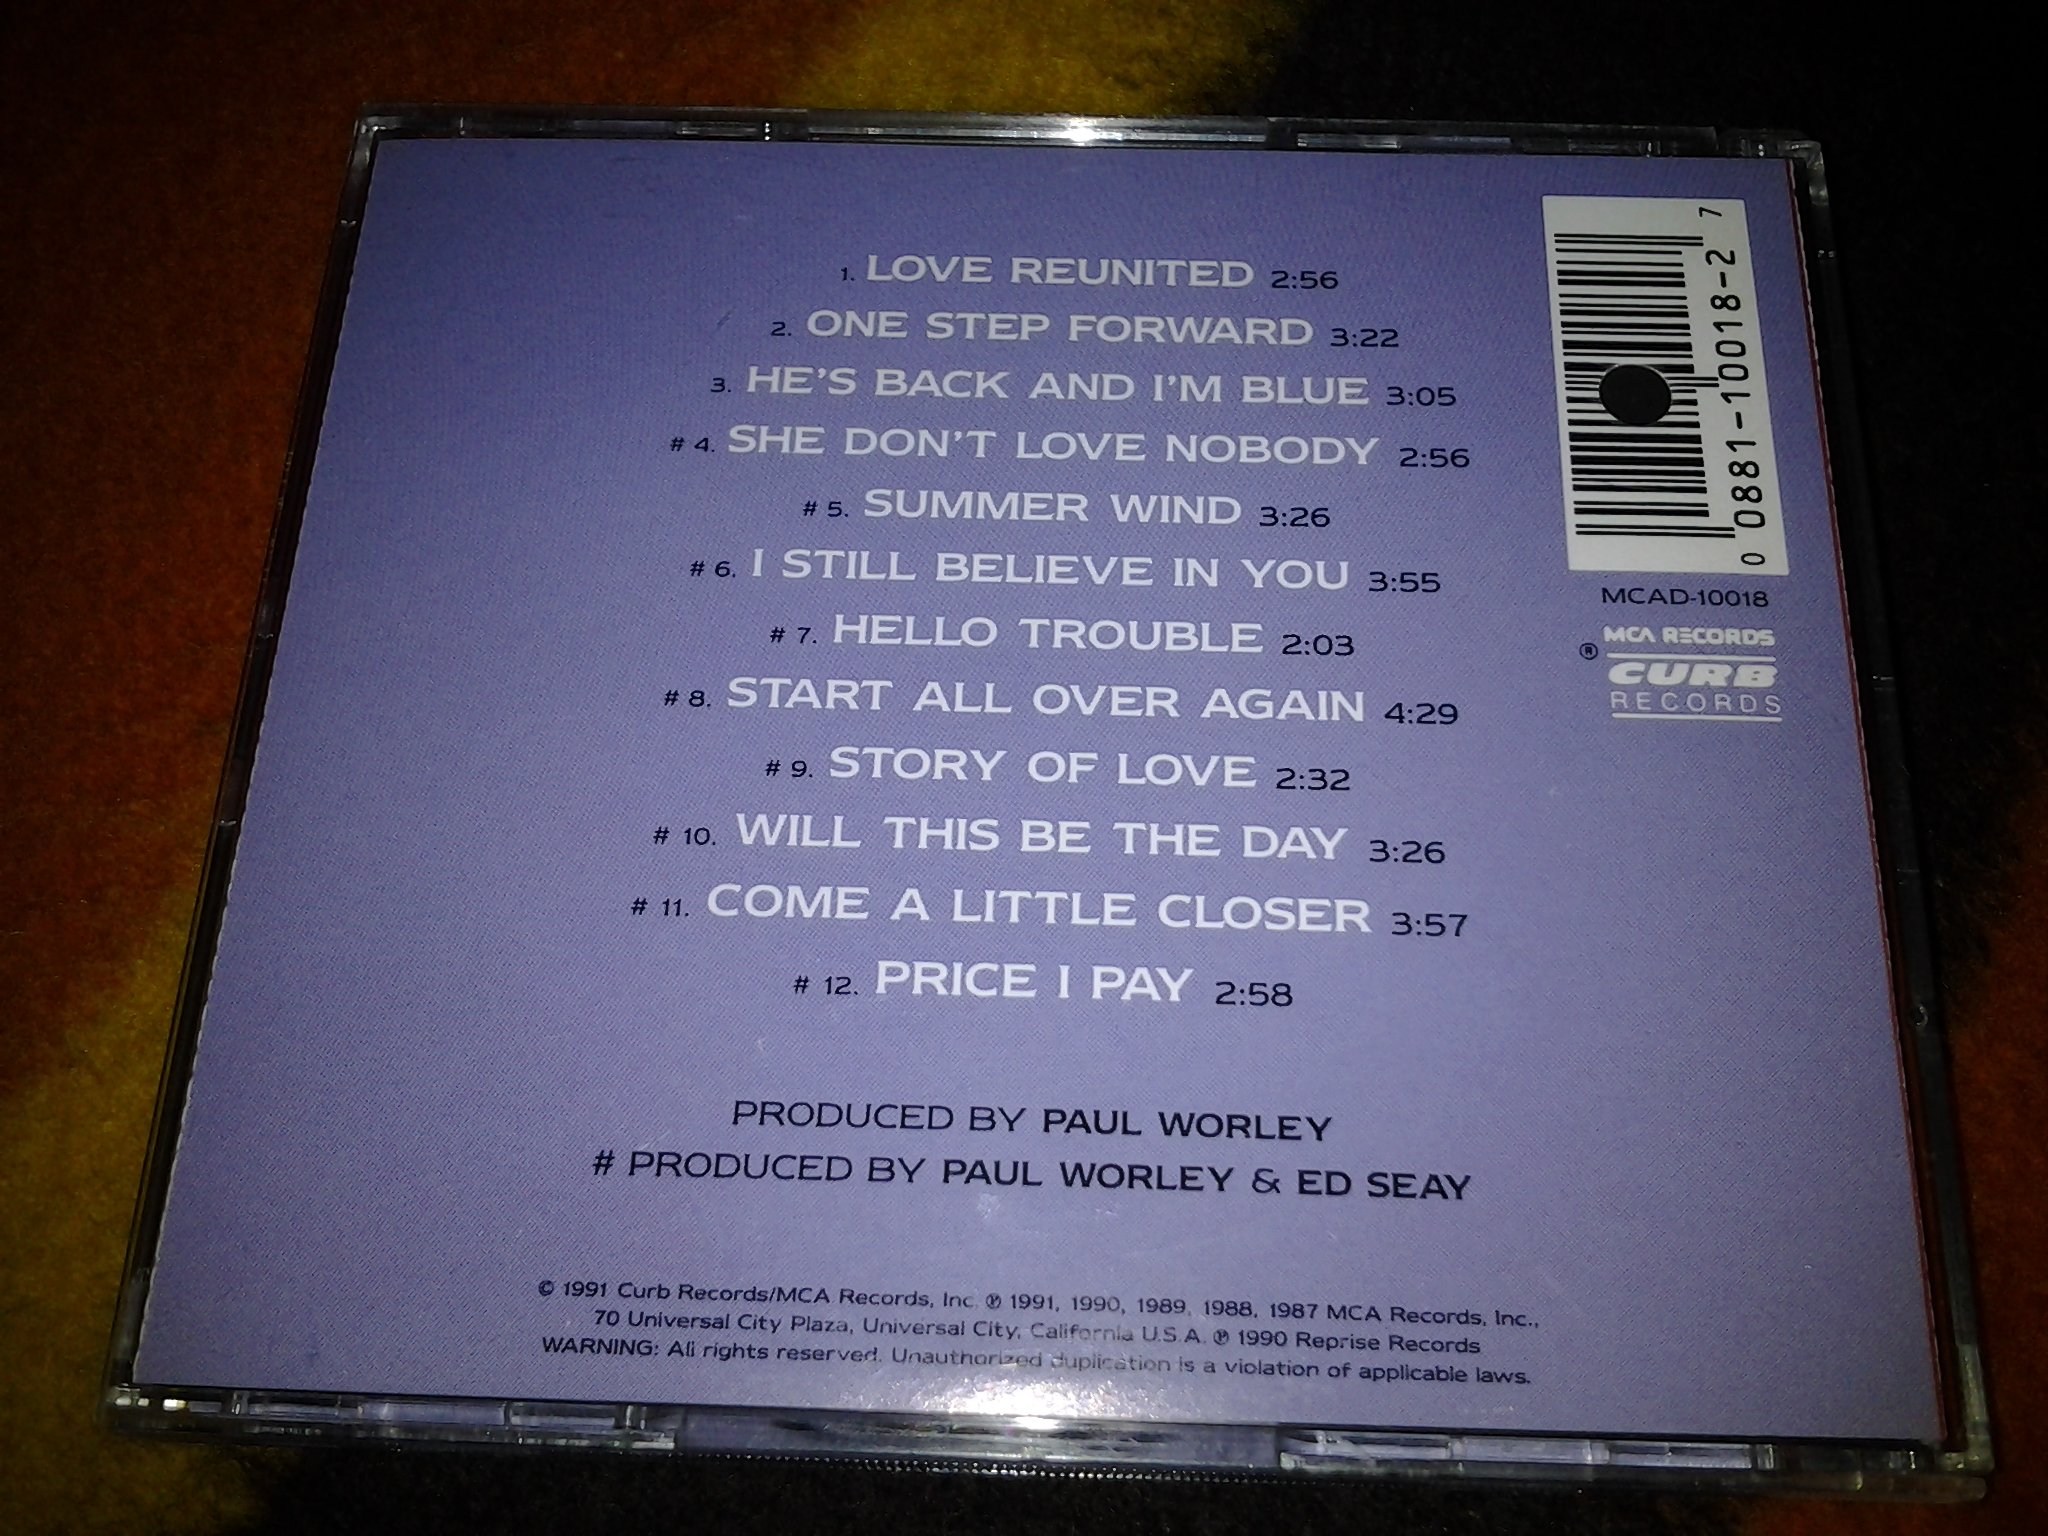 1. LOVE REUNITED 2:56
2. ONE STEP FORWARD 3:22
3. HE'S BACK AND I'M BLUE 3:05
# 4. SHE DON'T LOVE NOBODY 2:56
# 5. SUMMER WIND 3:26
# 6. I STILL BELIEVE IN YOU 3:55
# 7. HELLO TROUBLE 2:03
# 8. START ALL OVER AGAIN 4:29
# 9. STORY OF LOVE 2:32
# 10. WILL THIS BE THE DAY 3:26
# 11. COME A LITTLE CLOSER 3:57
# 12. PRICE I PAY 2:58
PRODUCED BY PAUL WORLEY
# PRODUCED BY PAUL WORLEY & ED SEAY
© 1991 Curb Records/MCA Records, Inc. ℗ 1991, 1990, 1989, 1988, 1987 MCA Records, Inc.,
70 Universal City Plaza, Universal City, California U.S.A. ℗ 1990 Reprise Records
WARNING: All rights reserved. Unauthorized duplication is a violation of applicable laws.
0 0881-10018-2 7
MCAD-10018
® MCA RECORDS
CURB
RECORDS